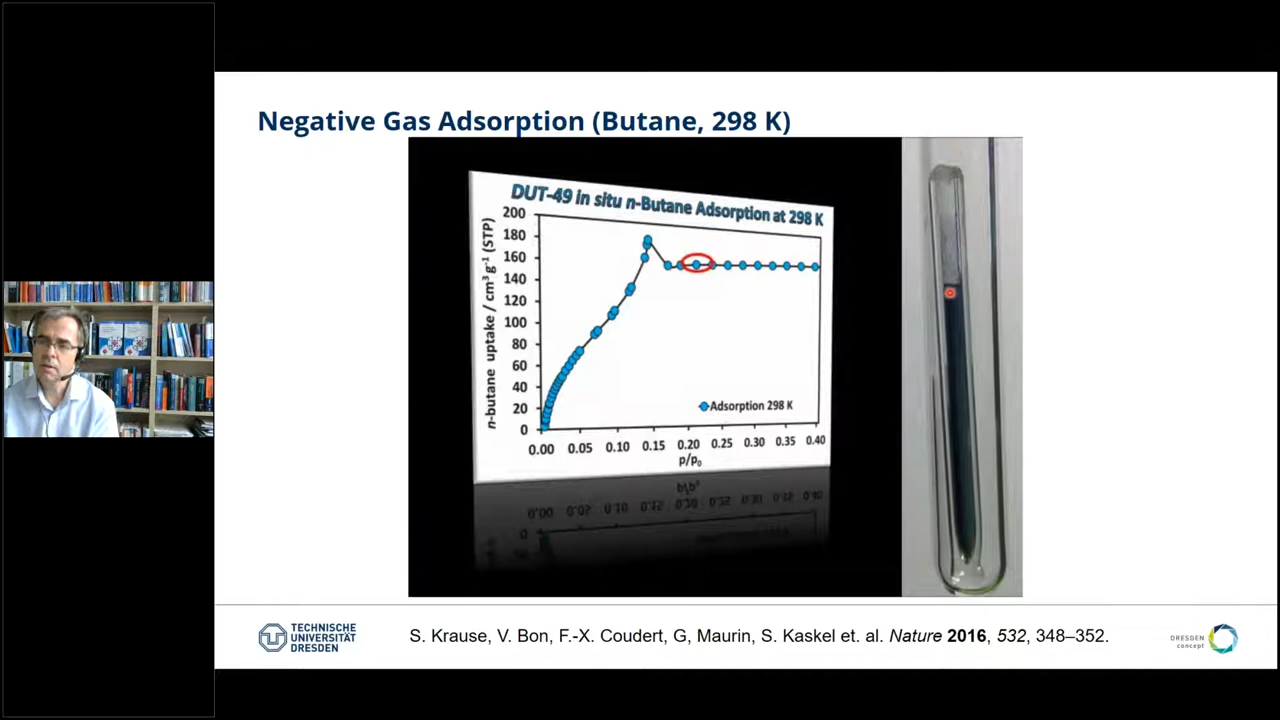 Negative Gas Adsorption (Butane, 298 K)
DUT-49 in situ n-Butane Adsorption at 298 K
n-butane uptake / cm³ g⁻¹ (STP)
200
180
160
140
120
100
80
60
40
20
0
Adsorption 298 K
0.00 0.05 0.10 0.15 0.20 0.25 0.30 0.35 0.40
p/p₀
TECHNISCHE
UNIVERSITÄT
DRESDEN
S. Krause, V. Bon, F.-X. Coudert, G, Maurin, S. Kaskel et. al. Nature 2016, 532, 348–352.
DRESDEN
concept